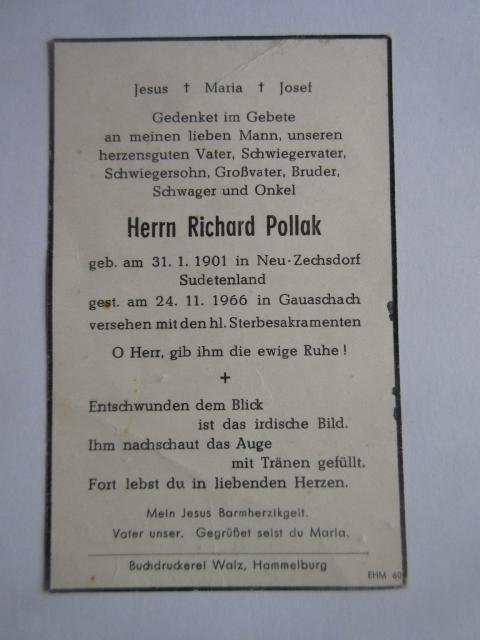 Jesus † Maria † Josef
Gedenket im Gebete
an meinen lieben Mann, unseren
herzensguten Vater, Schwiegervater,
Schwiegersohn, Großvater, Bruder,
Schwager und Onkel
Herrn Richard Pollak
geb. am 31. 1. 1901 in Neu-Zechsdorf
Sudetenland
gest. am 24. 11. 1966 in Gauaschach
versehen mit den hl. Sterbesakramenten
O Herr, gib ihm die ewige Ruhe !
+
Entschwunden dem Blick
ist das irdische Bild.
Ihm nachschaut das Auge
mit Tränen gefüllt.
Fort lebst du in liebenden Herzen.
Mein Jesus Barmherzikgeit.
Vater unser. Gegrüßet seist du Maria.
Buchdruckerei Walz, Hammelburg
EHM 60